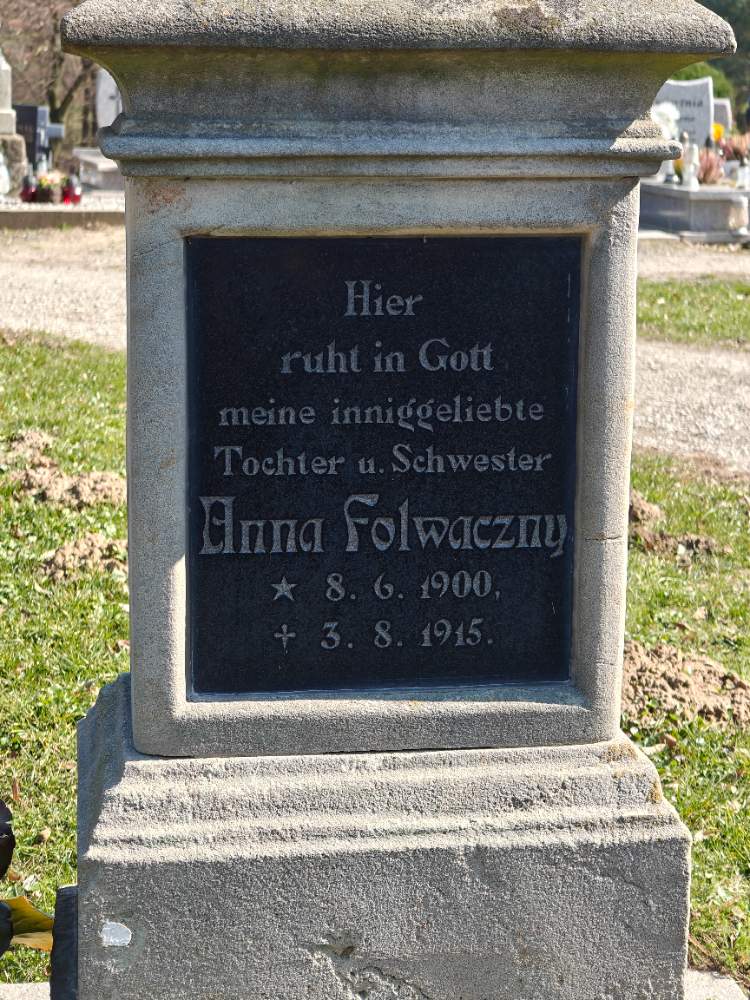 Hier
ruht in Gott
meine inniggeliebte
Tochter u. Schwester
Anna Folwaczny
* 8. 6. 1900,
† 3. 8. 1915.